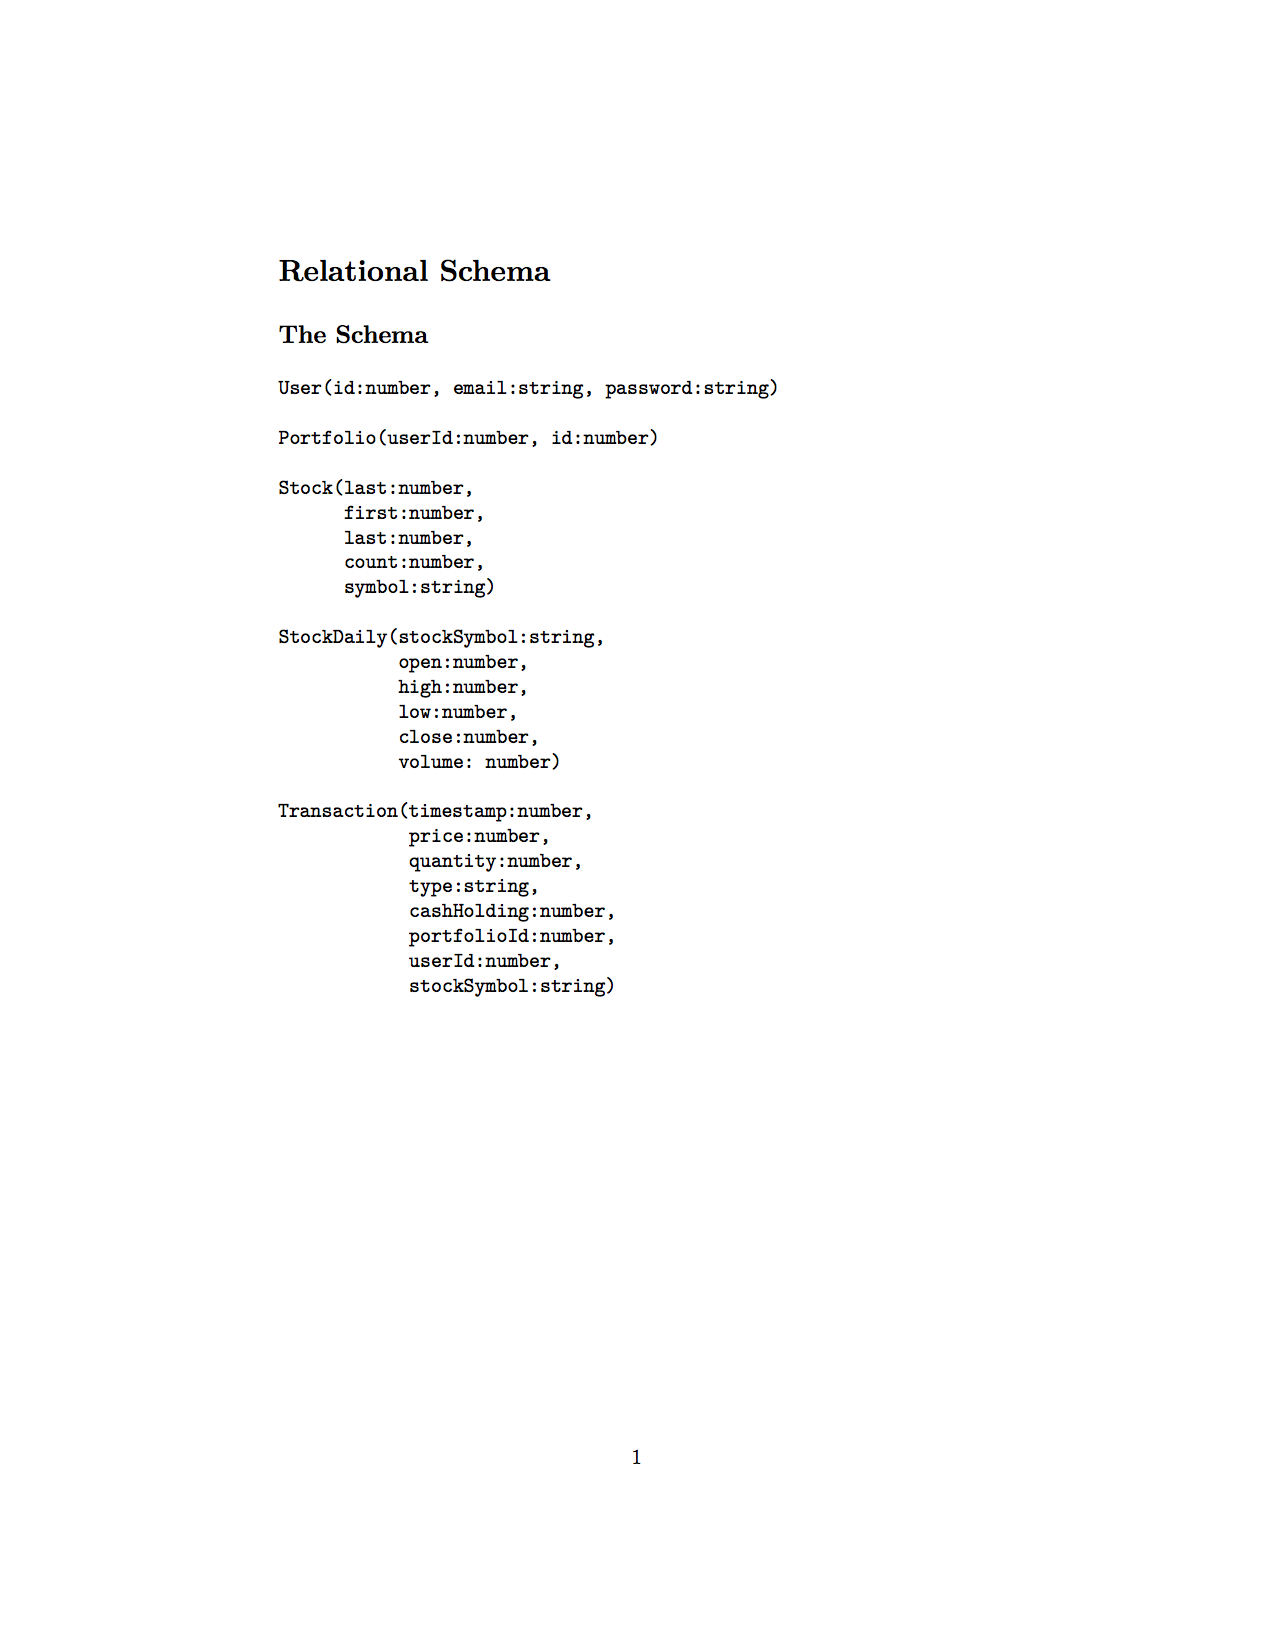 Relational Schema
The Schema
User(id:number, email:string, password:string)
Portfolio(userId:number, id:number)
Stock(last:number,
first:number,
last:number,
count:number,
symbol:string)
StockDaily(stockSymbol:string,
open:number,
high:number,
low:number,
close:number,
volume: number)
Transaction(timestamp:number,
price:number,
quantity:number,
type:string,
cashHolding:number,
portfolioId:number,
userId:number,
stockSymbol:string)
1